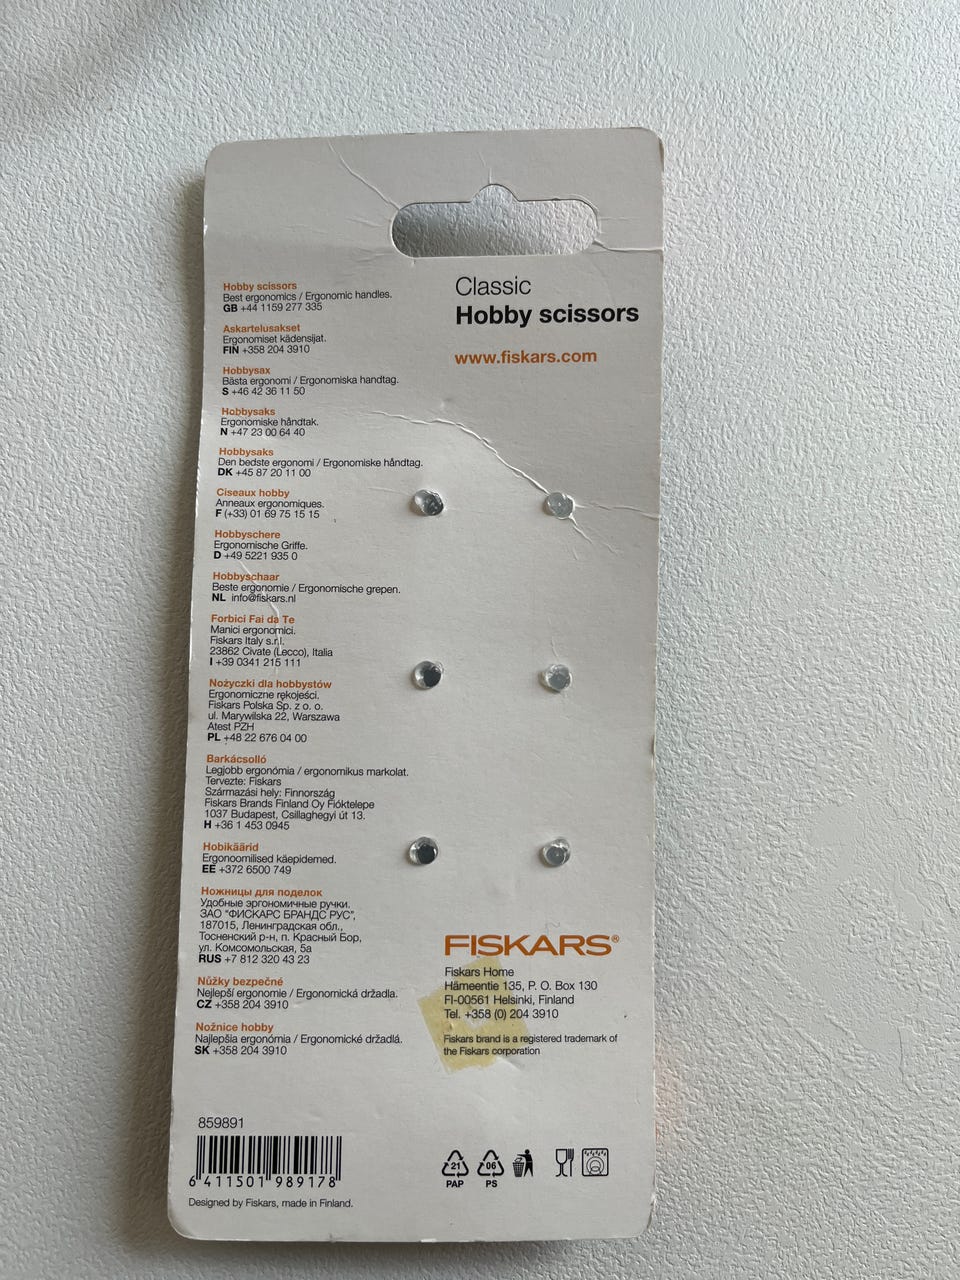 Classic
Hobby scissors
www.fiskars.com
Hobby scissors
Best ergonomics / Ergonomic handles.
GB +44 1159 277 335
Askartelusakset
Ergonomiset kädensijat.
FIN +358 204 3910
Hobbysax
Bästa ergonomi / Ergonomiska handtag.
S +46 42 36 11 50
Hobbysaks
Ergonomiske håndtak.
N +47 23 00 64 40
Hobbysaks
Den bedste ergonomi / Ergonomiske håndtag.
DK +45 87 20 11 00
Ciseaux hobby
Anneaux ergonomiques.
F (+33) 01 69 75 15 15
Hobbyschere
Ergonomische Griffe.
D +49 5221 935 0
Hobbyschaar
Beste ergonomie / Ergonomische grepen.
NL info@fiskars.nl
Forbici Fai da Te
Manici ergonomici.
Fiskars Italy s.r.l.
23862 Civate (Lecco), Italia
I +39 0341 215 111
Nożyczki dla hobbystów
Ergonomiczne rękojeści.
Fiskars Polska Sp. z o. o.
ul. Marywilska 22, Warszawa
Atest PZH
PL +48 22 676 04 00
Barkácsolló
Legjobb ergonómia / ergonomikus markolat.
Tervezte: Fiskars
Származási hely: Finnország
Fiskars Brands Finland Oy Fióktelepe
1037 Budapest, Csillaghegyi út 13.
H +36 1 453 0945
Hobikäärid
Ergonoomilised käepidemed.
EE +372 6500 749
Ножницы для поделок
Удобные эргономичные ручки.
ЗАО "ФИСКАРС БРАНДС РУС",
187015, Ленинградская обл.,
Тосненский р-н, п. Красный Бор,
ул. Комсомольская, 5а
RUS +7 812 320 43 23
Nůžky bezpečné
Nejlepší ergonomie / Ergonomická držadla.
CZ +358 204 3910
Nožnice hobby
Najlepšia ergonómia / Ergonomické držadlá.
SK +358 204 3910
FISKARS®
Fiskars Home
Hämeentie 135, P. O. Box 130
FI-00561 Helsinki, Finland
Tel. +358 (0) 204 3910
Fiskars brand is a registered trademark of
the Fiskars corporation
859891
6 411501 989178
Designed by Fiskars, made in Finland.
21
PAP
06
PS